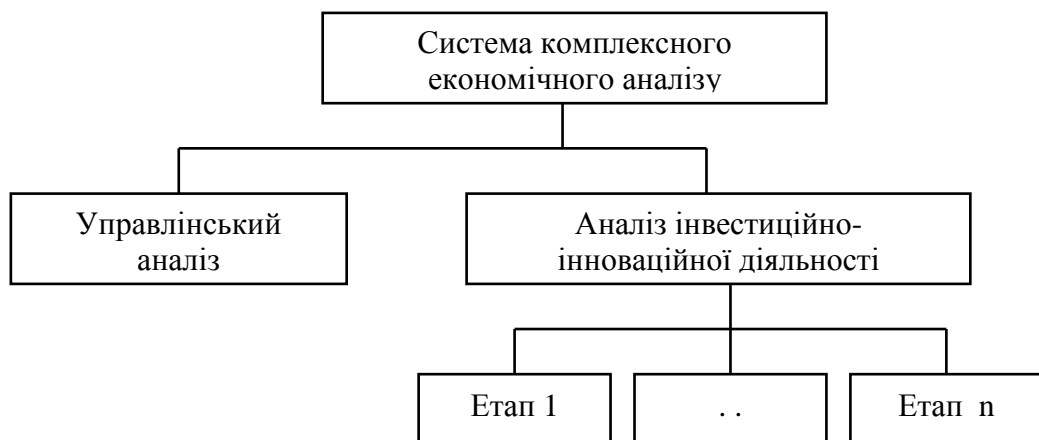 Система комплексного
економічного аналізу
Управлінський
аналіз
Аналіз інвестиційно-
інноваційної діяльності
Етап 1
. .
Етап n